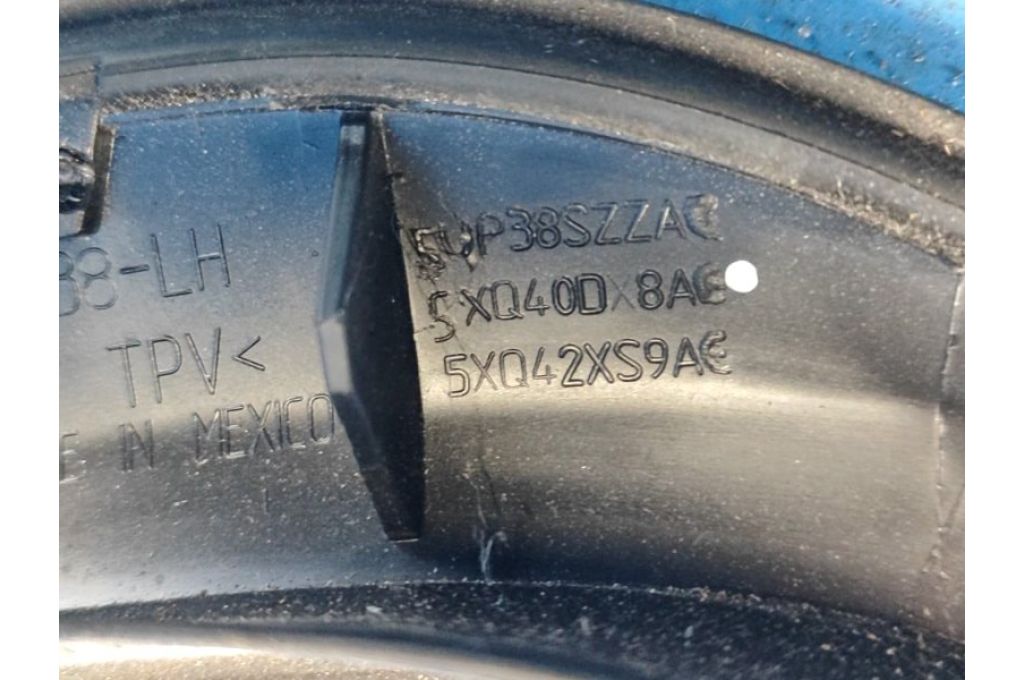 38-LH
TPV<
E IN MEXICO
5UP38SZZAC
5XQ40DX8AC
5XQ42XS9AC